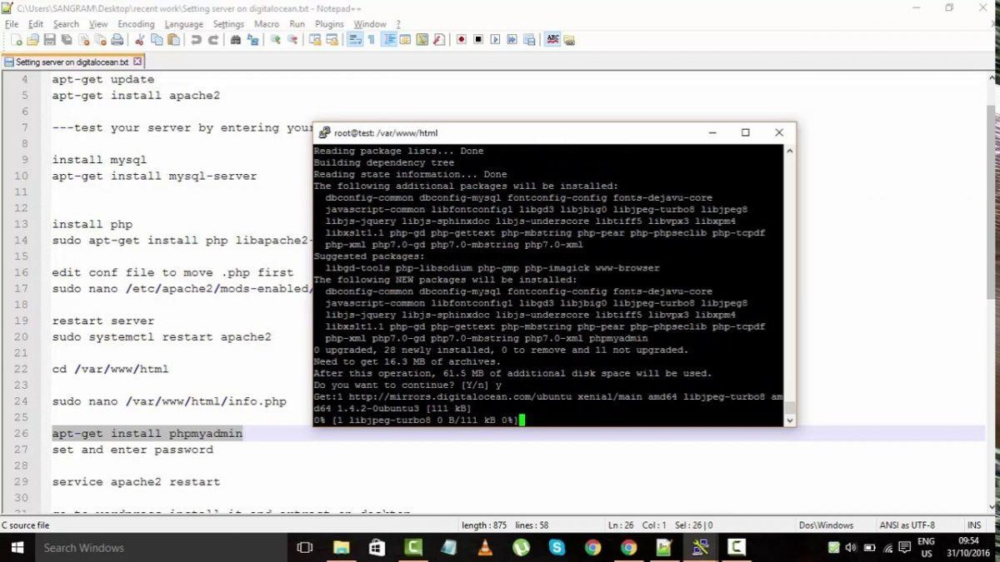 C:\Users\SANGRAM\Desktop\recent work\Setting server on digitalocean.txt - Notepad++
File Edit Search View Encoding Language Settings Macro Run Plugins Window ?
Setting server on digitalocean.txt
4 apt-get update
5 apt-get install apache2
6
7 ---test your server by entering your
8
9 install mysql
10 apt-get install mysql-server
11
12
13 install php
14 sudo apt-get install php libapache2-
15
16 edit conf file to move .php first
17 sudo nano /etc/apache2/mods-enabled/
18
19 restart server
20 sudo systemctl restart apache2
21
22 cd /var/www/html
23
24 sudo nano /var/www/html/info.php
25
26 apt-get install phpmyadmin
27 set and enter password
28
29 service apache2 restart
30
31 go to wordpress install it and extract on desktop
root@test: /var/www/html
Reading package lists... Done
Building dependency tree
Reading state information... Done
The following additional packages will be installed:
dbconfig-common dbconfig-mysql fontconfig-config fonts-dejavu-core
javascript-common libfontconfig1 libgd3 libjbig0 libjpeg-turbo8 libjpeg8
libjs-jquery libjs-sphinxdoc libjs-underscore libtiff5 libvpx3 libxpm4
libxslt1.1 php-gd php-gettext php-mbstring php-pear php-phpseclib php-tcpdf
php-xml php7.0-gd php7.0-mbstring php7.0-xml
Suggested packages:
libgd-tools php-libsodium php-gmp php-imagick www-browser
The following NEW packages will be installed:
dbconfig-common dbconfig-mysql fontconfig-config fonts-dejavu-core
javascript-common libfontconfig1 libgd3 libjbig0 libjpeg-turbo8 libjpeg8
libjs-jquery libjs-sphinxdoc libjs-underscore libtiff5 libvpx3 libxpm4
libxslt1.1 php-gd php-gettext php-mbstring php-pear php-phpseclib php-tcpdf
php-xml php7.0-gd php7.0-mbstring php7.0-xml phpmyadmin
0 upgraded, 28 newly installed, 0 to remove and 11 not upgraded.
Need to get 16.3 MB of archives.
After this operation, 61.5 MB of additional disk space will be used.
Do you want to continue? [Y/n] y
Get:1 http://mirrors.digitalocean.com/ubuntu xenial/main amd64 libjpeg-turbo8 am
d64 1.4.2-0ubuntu3 [111 kB]
0% [1 libjpeg-turbo8 0 B/111 kB 0%]
C source file length : 875 lines : 58 Ln : 26 Col : 1 Sel : 26 | 0 Dos\Windows ANSI as UTF-8 INS
Search Windows
ENG
US
09:54
31/10/2016